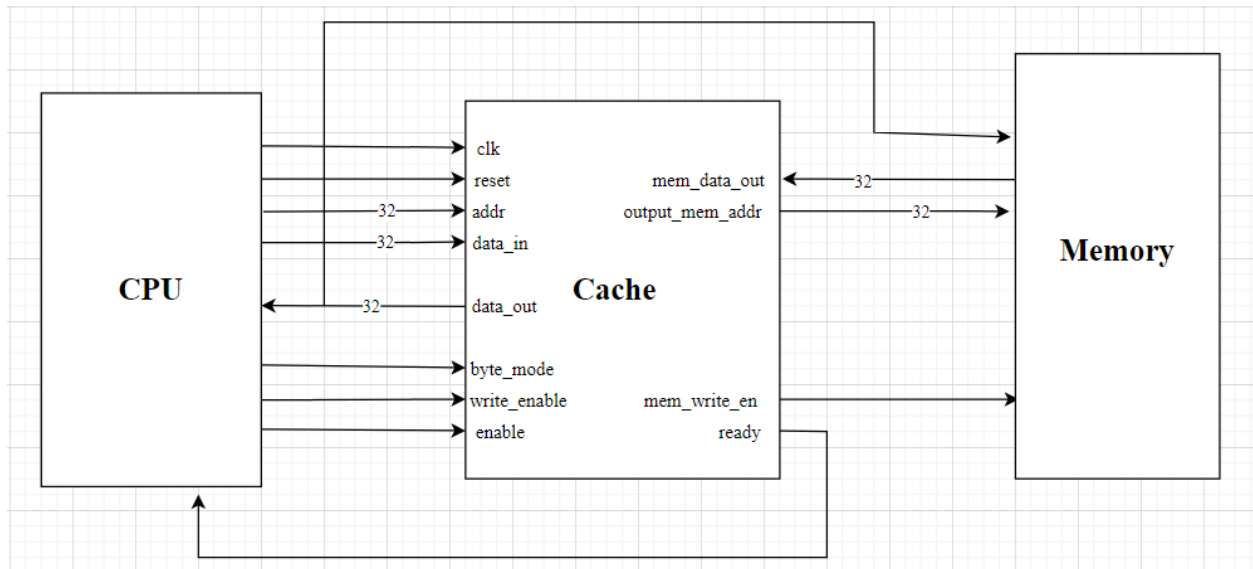 clk
reset
mem_data_out
32
32
addr
output_mem_addr
32
32
data_in
CPU
Cache
Memory
32
data_out
byte_mode
write_enable
mem_write_en
enable
ready